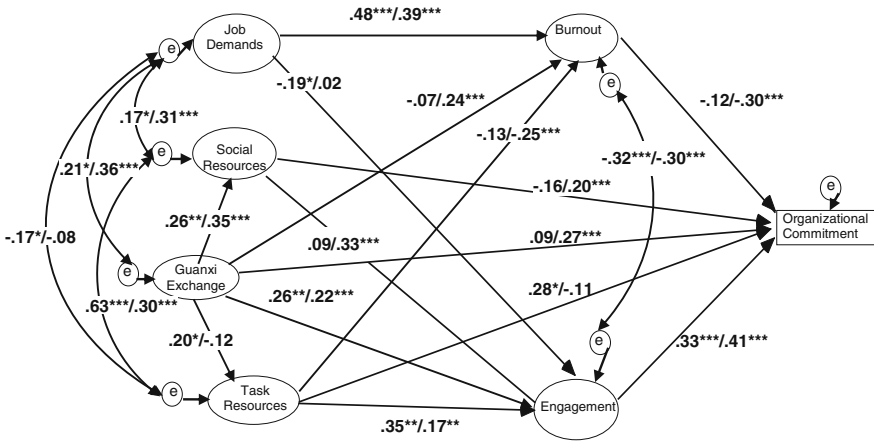 .48***/.39***
Job
Demands
Burnout
e
e
-.19*/.02
-.07/.24***
-.12/-.30***
.17*/.31***
-.13/-.25***
Social
Resources
e
-.32***/-.30***
.21*/.36***
-.16/.20***
e
Organizational
Commitment
.26**/.35***
-.17*/-.08
.09/.33***
.09/.27***
Guanxi
Exchange
e
.63***/.30***
.26**/.22***
.28*/-.11
.20*/-.12
e
.33***/.41***
Task
Resources
e
Engagement
.35**/.17**